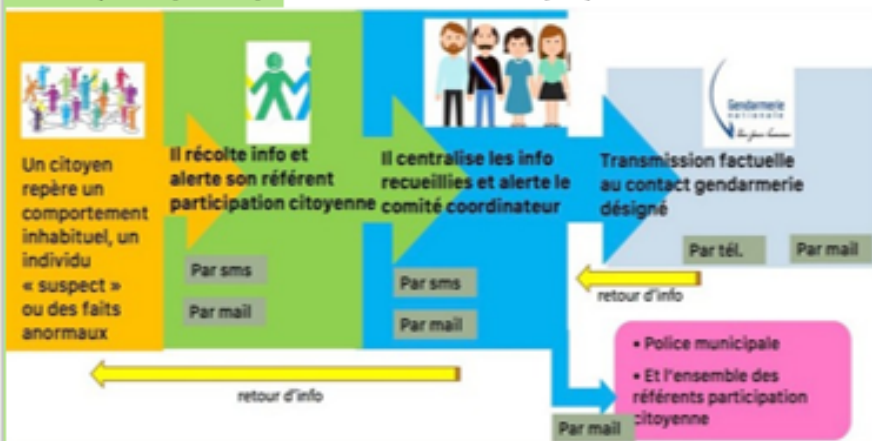 Un citoyen
repère un
comportement
inhabituel, un
individu
« suspect »
ou des faits
anormaux
Il récolte info et
alerte son référent
participation citoyenne
Par sms
Par mail
Il centralise les info
recueillies et alerte le
comité coordinateur
Par sms
Par mail
Gendarmerie
nationale
Transmission factuelle
au contact gendarmerie
désigné
Par tél.
Par mail
retour d'info
retour d'info
• Police municipale
• Et l'ensemble des
référents participation
citoyenne
Par mail